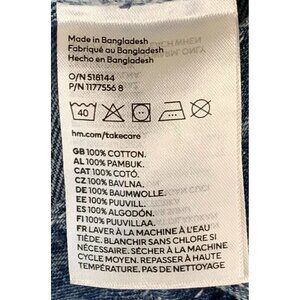 Made in Bangladesh
Fabriqué au Bangladesh
Hecho en Bangladesh
O/N 518144
P/N 1177556 8
40
hm.com/takecare
GB 100% COTTON.
AL 100% PAMBUK.
CAT 100% COTÓ.
CZ 100% BAVLNA.
DE 100% BAUMWOLLE.
EE 100% PUUVILL.
ES 100% ALGODÓN.
FI 100% PUUVILLAA.
FR LAVER À LA MACHINE À L'EAU
TIÈDE. BLANCHIR SANS CHLORE SI
NÉCESSAIRE. SÉCHER À LA MACHINE
CYCLE MOYEN. REPASSER À HAUTE
TEMPÉRATURE. PAS DE NETTOYAGE